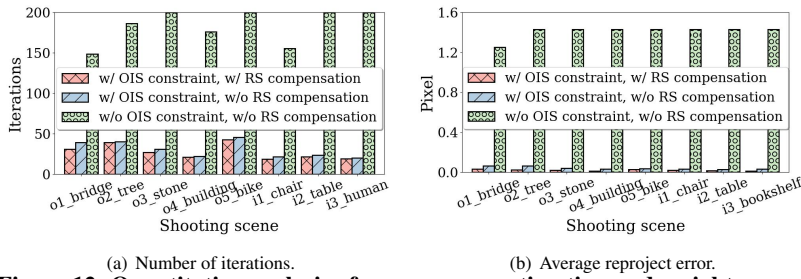 200
150
100
50
0
Iterations
w/ OIS constraint, w/ RS compensation
w/ OIS constraint, w/o RS compensation
w/o OIS constraint, w/o RS compensation
o1_bridge
o2_tree
o3_stone
o4_building
o5_bike
i1_chair
i2_table
i3_human
Shooting scene
(a) Number of iterations.
1.6
1.2
0.8
0.4
0.0
Pixel
w/ OIS constraint, w/ RS compensation
w/ OIS constraint, w/o RS compensation
w/o OIS constraint, w/o RS compensation
o1_bridge
o2_tree
o3_stone
o4_building
o5_bike
i1_chair
i2_table
i3_bookshelf
Shooting scene
(b) Average reproject error.